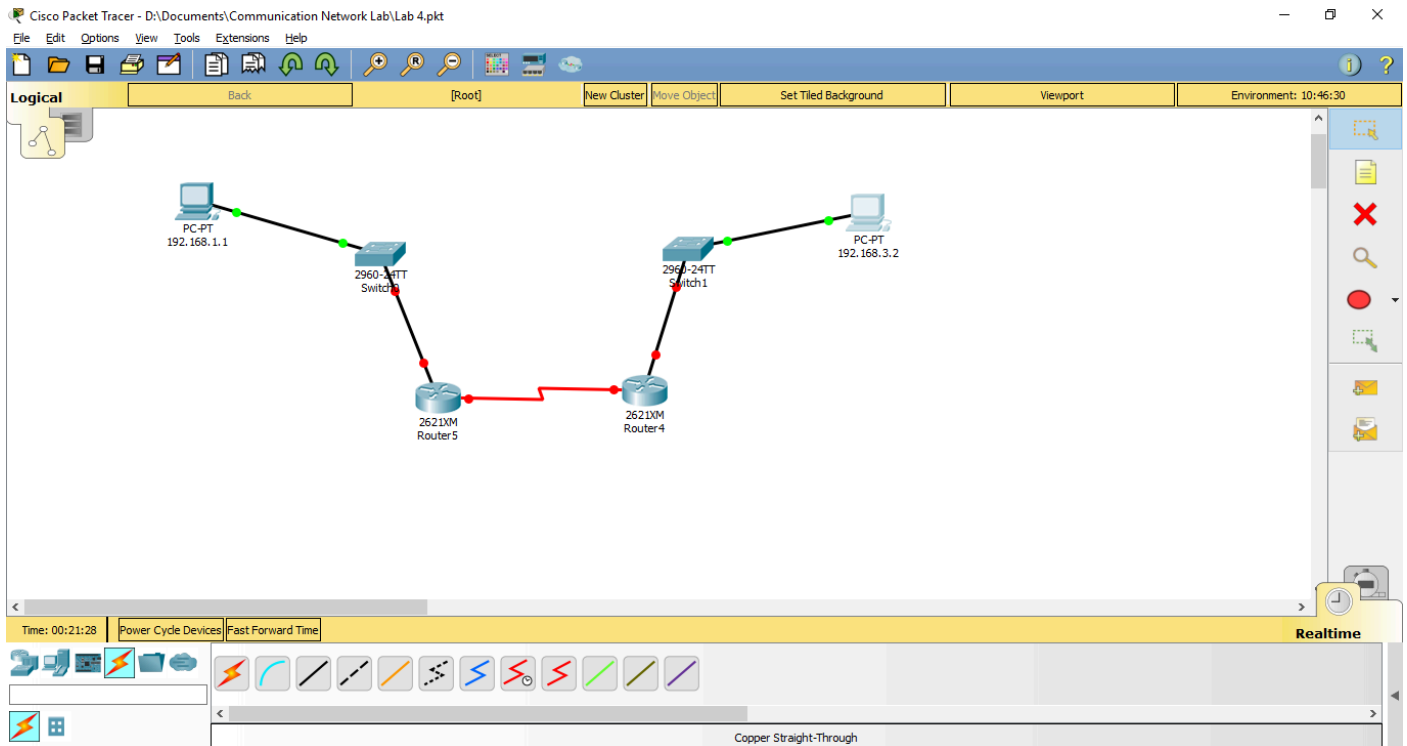 Cisco Packet Tracer - D:\Documents\Communication Network Lab\Lab 4.pkt
File Edit Options View Tools Extensions Help
Logical Back [Root] New Cluster Move Object Set Tiled Background Viewport Environment: 10:46:30
PC-PT
192.168.1.1
2960-24TT
Switch0
2960-24TT
Switch1
PC-PT
192.168.3.2
2621XM
Router5
2621XM
Router4
Time: 00:21:28 Power Cycle Devices Fast Forward Time Realtime
Copper Straight-Through